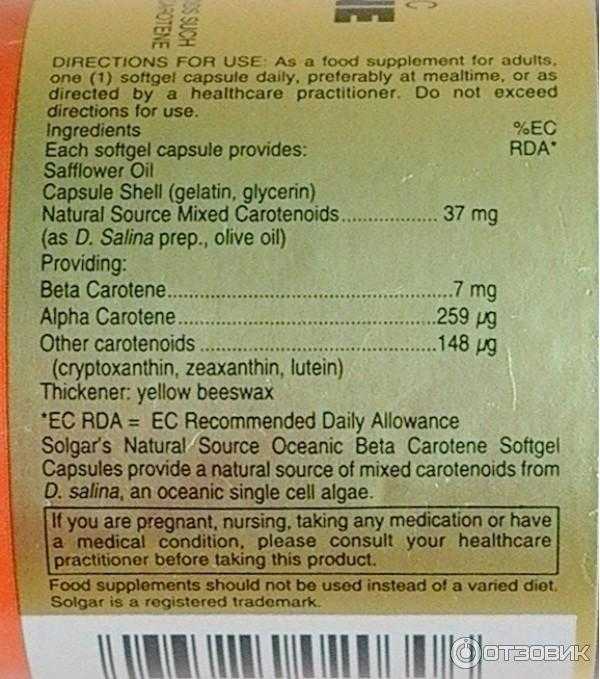 C
NE
SS SUCH
AROTENE
DIRECTIONS FOR USE: As a food supplement for adults,
one (1) softgel capsule daily, preferably at mealtime, or as
directed by a healthcare practitioner. Do not exceed
directions for use.
Ingredients %EC
Each softgel capsule provides: RDA*
Safflower Oil
Capsule Shell (gelatin, glycerin)
Natural Source Mixed Carotenoids................. 37 mg
(as D. Salina prep., olive oil)
Providing:
Beta Carotene..................................................7 mg
Alpha Carotene.............................................259 µg
Other carotenoids .........................................148 µg
(cryptoxanthin, zeaxanthin, lutein)
Thickener: yellow beeswax
*EC RDA = EC Recommended Daily Allowance
Solgar's Natural Source Oceanic Beta Carotene Softgel
Capsules provide a natural source of mixed carotenoids from
D. salina, an oceanic single cell algae.
If you are pregnant, nursing, taking any medication or have
a medical condition, please consult your healthcare
practitioner before taking this product.
Food supplements should not be used instead of a varied diet.
Solgar is a registered trademark.
ОТЗОВИК